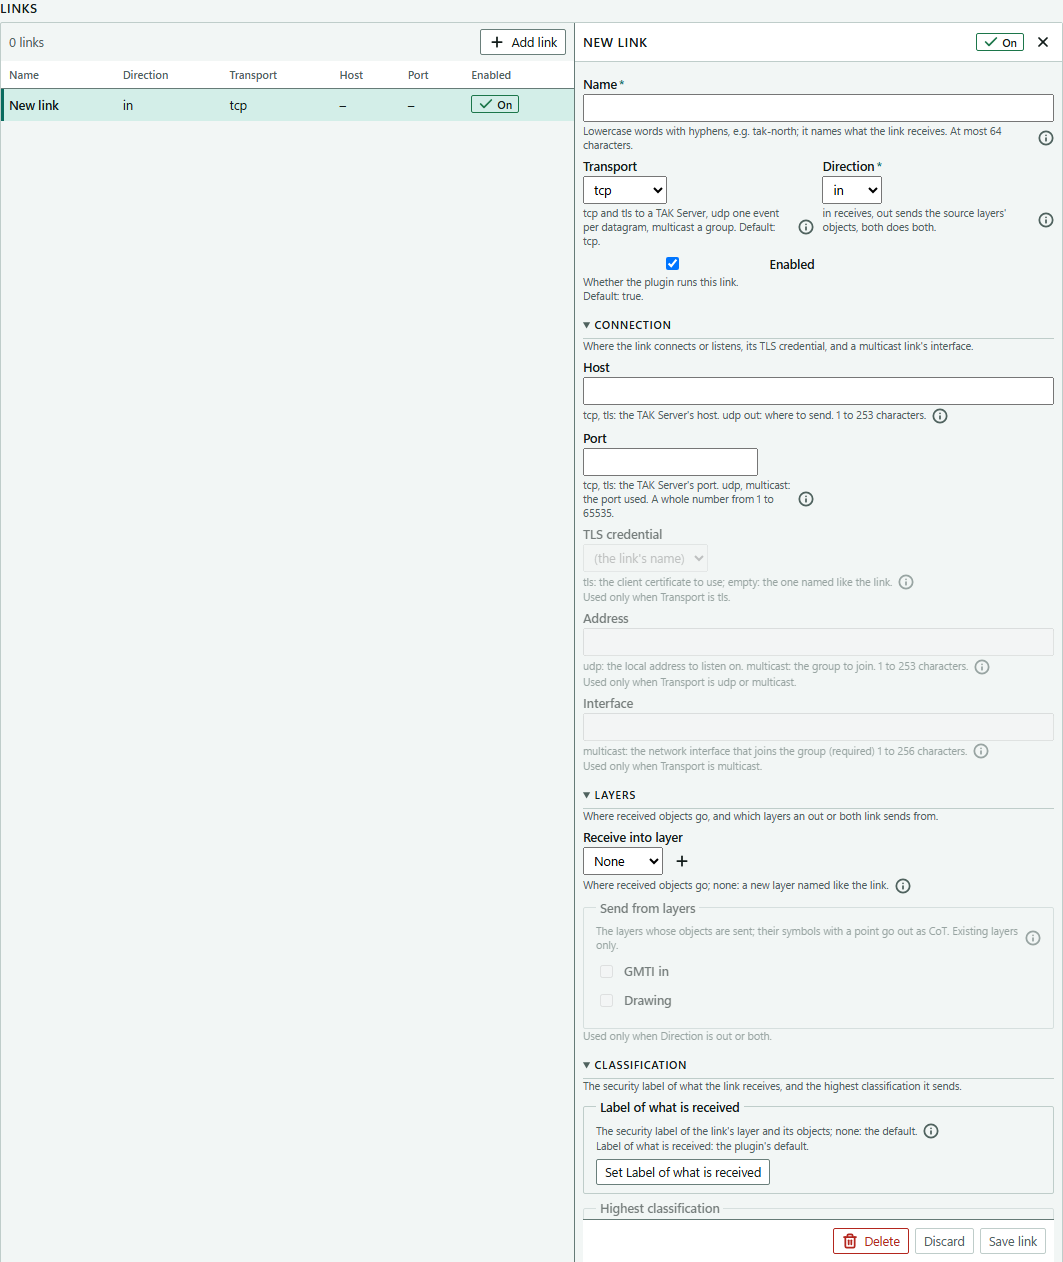 LINKS
0 links
Add link
Name Direction Transport Host Port Enabled
New link in tcp – – On
NEW LINK
On
Name *
Lowercase words with hyphens, e.g. tak-north; it names what the link receives. At most 64
characters.
Transport
tcp
tcp and tls to a TAK Server, udp one event
per datagram, multicast a group. Default:
tcp.
Direction *
in
in receives, out sends the source layers'
objects, both does both.
Enabled
Whether the plugin runs this link.
Default: true.
CONNECTION
Where the link connects or listens, its TLS credential, and a multicast link's interface.
Host
tcp, tls: the TAK Server's host. udp out: where to send. 1 to 253 characters.
Port
tcp, tls: the TAK Server's port. udp, multicast:
the port used. A whole number from 1 to
65535.
TLS credential
(the link's name)
tls: the client certificate to use; empty: the one named like the link.
Used only when Transport is tls.
Address
udp: the local address to listen on. multicast: the group to join. 1 to 253 characters.
Used only when Transport is udp or multicast.
Interface
multicast: the network interface that joins the group (required) 1 to 256 characters.
Used only when Transport is multicast.
LAYERS
Where received objects go, and which layers an out or both link sends from.
Receive into layer
None
Where received objects go; none: a new layer named like the link.
Send from layers
The layers whose objects are sent; their symbols with a point go out as CoT. Existing layers
only.
GMTI in
Drawing
Used only when Direction is out or both.
CLASSIFICATION
The security label of what the link receives, and the highest classification it sends.
Label of what is received
The security label of the link's layer and its objects; none: the default.
Label of what is received: the plugin's default.
Set Label of what is received
Highest classification
Delete
Discard
Save link